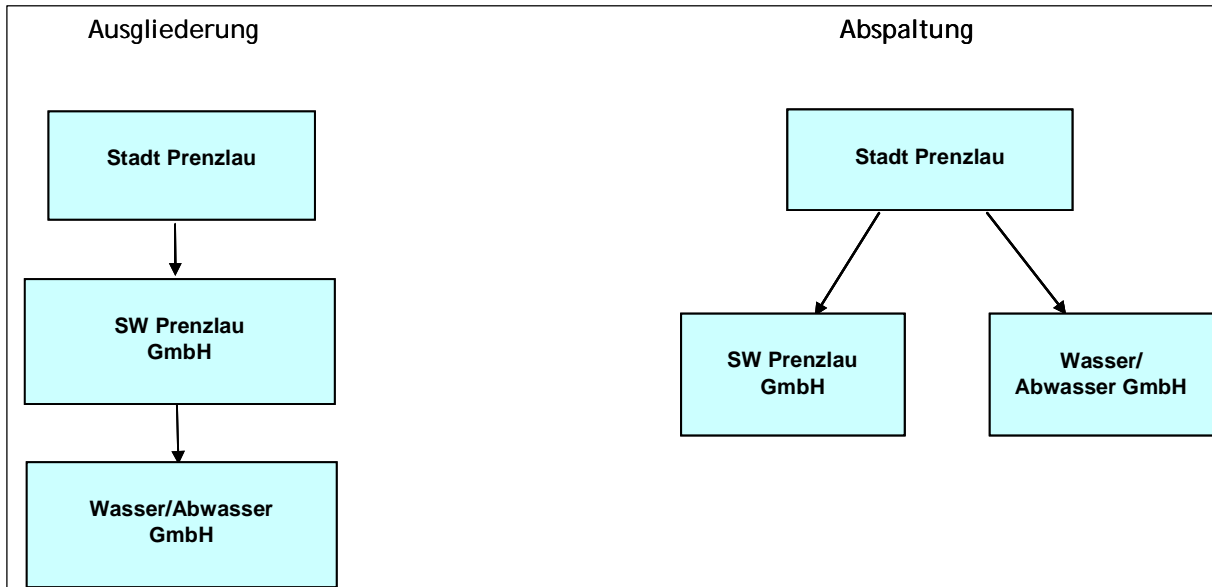 Ausgliederung
Stadt Prenzlau
SW Prenzlau
GmbH
Wasser/Abwasser
GmbH
Abspaltung
Stadt Prenzlau
SW Prenzlau
GmbH
Wasser/
Abwasser GmbH